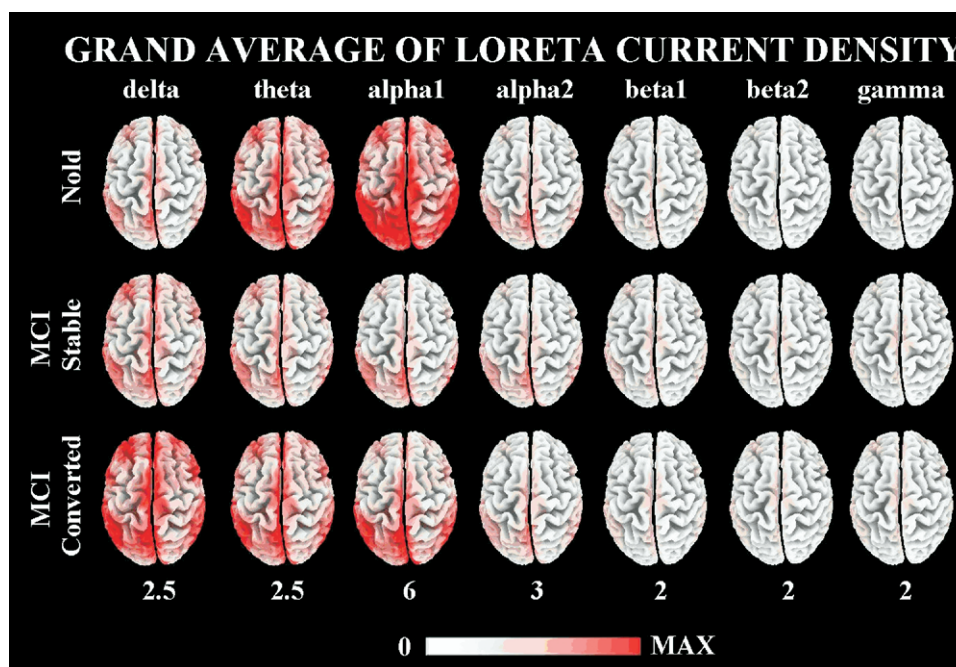 GRAND AVERAGE OF LORETA CURRENT DENSITY
delta theta alpha1 alpha2 beta1 beta2 gamma
Nold
MCI
Stable
MCI
Converted
2.5 2.5 6 3 2 2 2
0 MAX